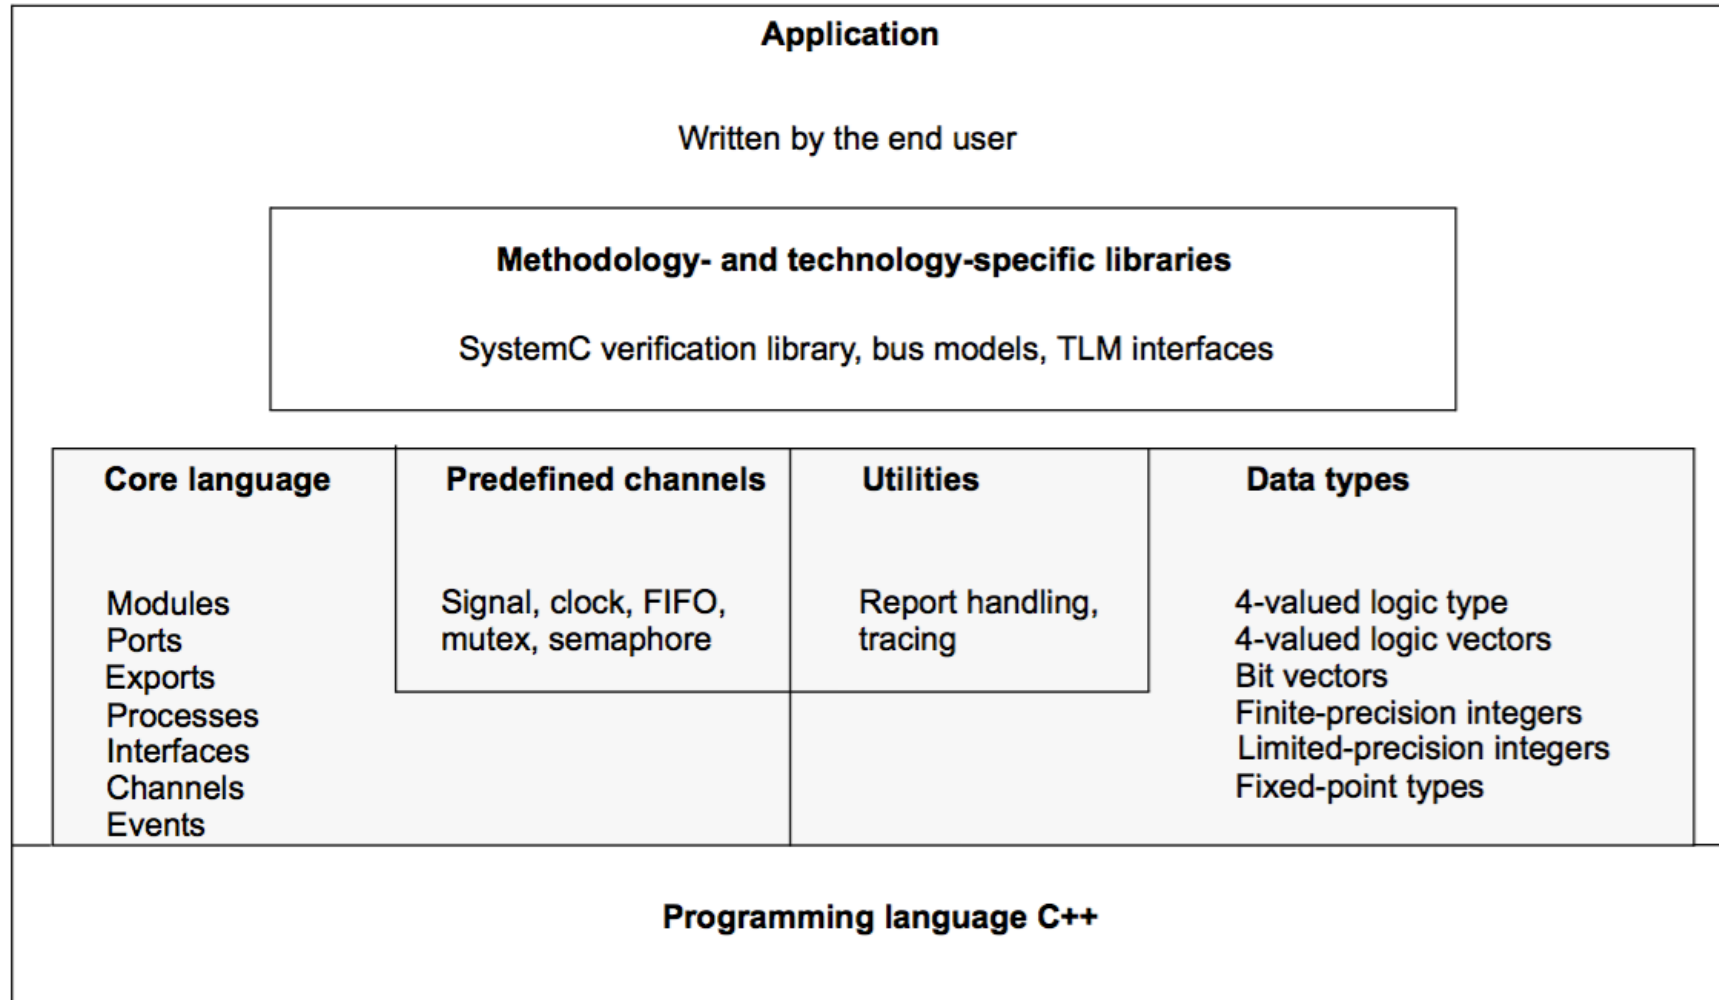 Application
Written by the end user
Methodology- and technology-specific libraries
SystemC verification library, bus models, TLM interfaces
Core language
Modules
Ports
Exports
Processes
Interfaces
Channels
Events
Predefined channels
Signal, clock, FIFO,
mutex, semaphore
Utilities
Report handling,
tracing
Data types
4-valued logic type
4-valued logic vectors
Bit vectors
Finite-precision integers
Limited-precision integers
Fixed-point types
Programming language C++